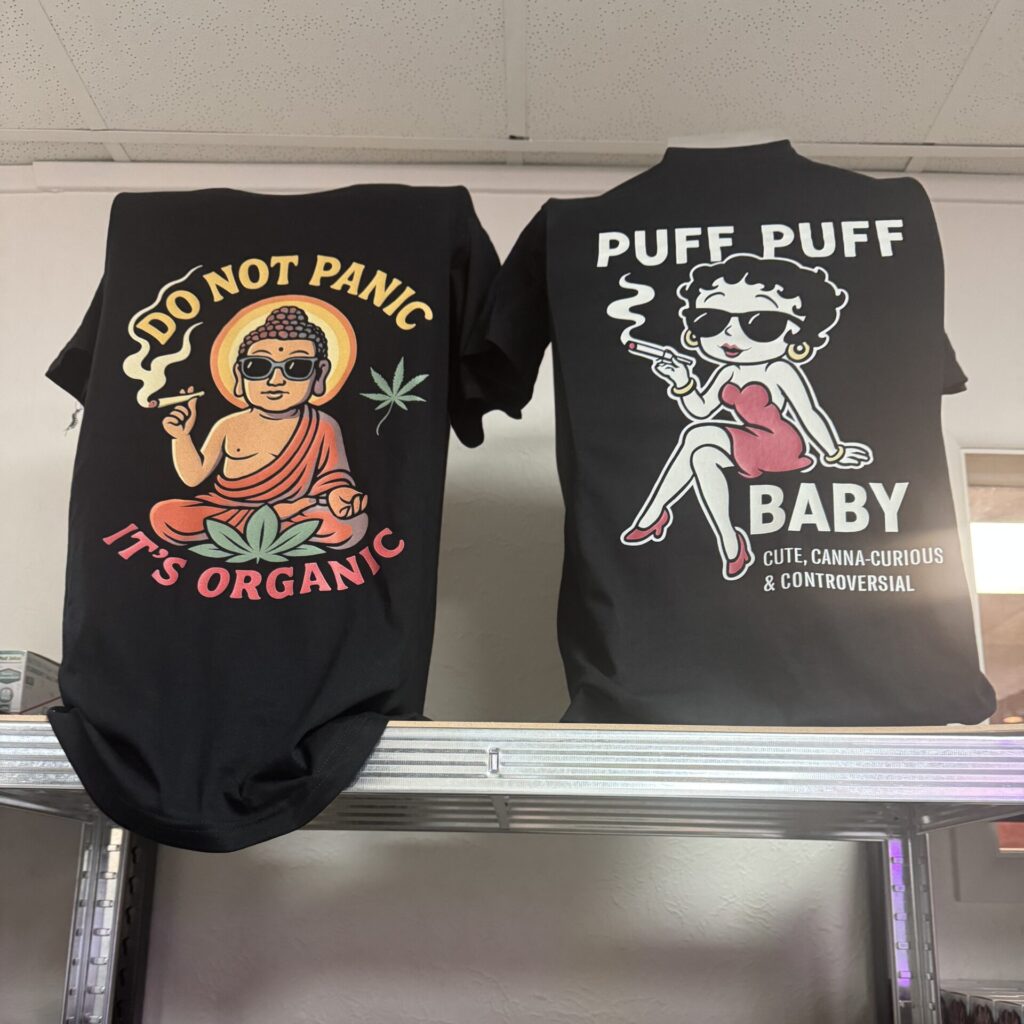 DO NOT PANIC
IT'S ORGANIC
PUFF PUFF
BABY
CUTE, CANNA-CURIOUS
& CONTROVERSIAL